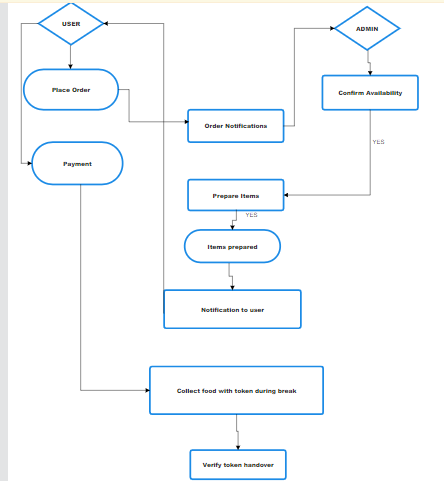 USER
ADMIN
Place Order
Confirm Availability
Order Notifications
YES
Payment
Prepare Items
YES
Items prepared
Notification to user
Collect food with token during break
Verify token handover